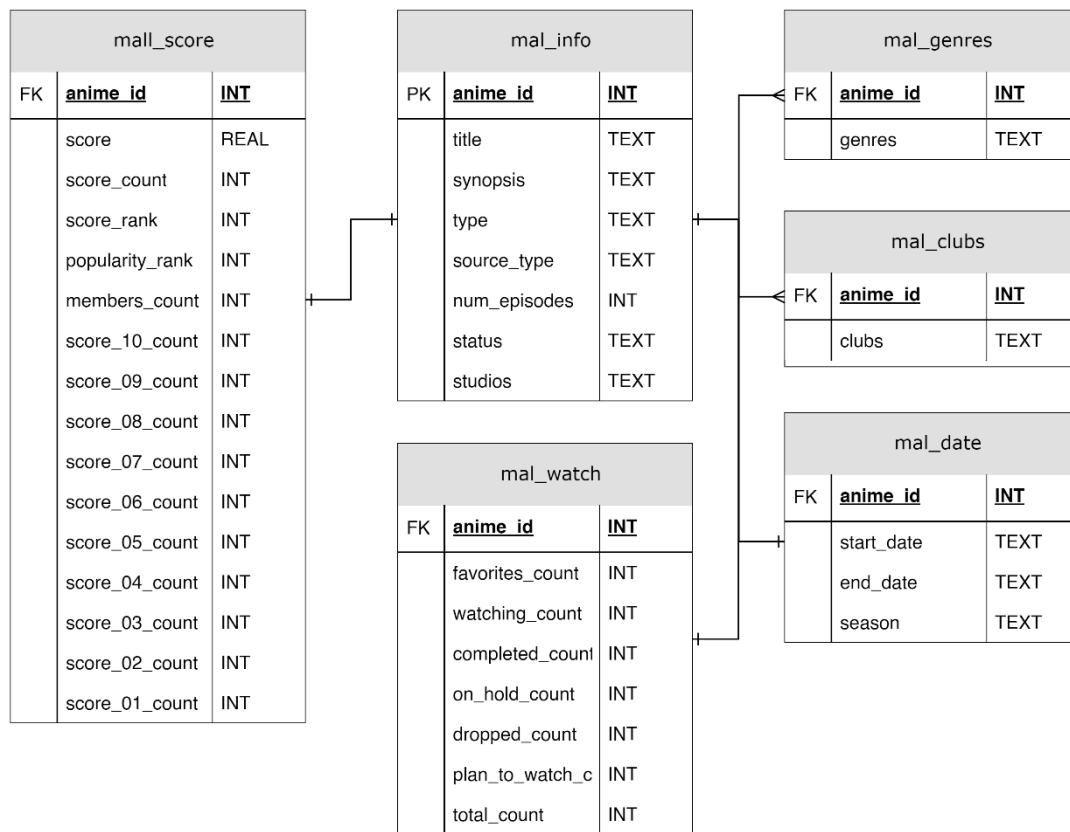 mall_score
FK anime_id INT
score REAL
score_count INT
score_rank INT
popularity_rank INT
members_count INT
score_10_count INT
score_09_count INT
score_08_count INT
score_07_count INT
score_06_count INT
score_05_count INT
score_04_count INT
score_03_count INT
score_02_count INT
score_01_count INT
mal_info
PK anime_id INT
title TEXT
synopsis TEXT
type TEXT
source_type TEXT
num_episodes INT
status TEXT
studios TEXT
mal_watch
FK anime_id INT
favorites_count INT
watching_count INT
completed_count INT
on_hold_count INT
dropped_count INT
plan_to_watch_c INT
total_count INT
mal_genres
FK anime_id INT
genres TEXT
mal_clubs
FK anime_id INT
clubs TEXT
mal_date
FK anime_id INT
start_date TEXT
end_date TEXT
season TEXT